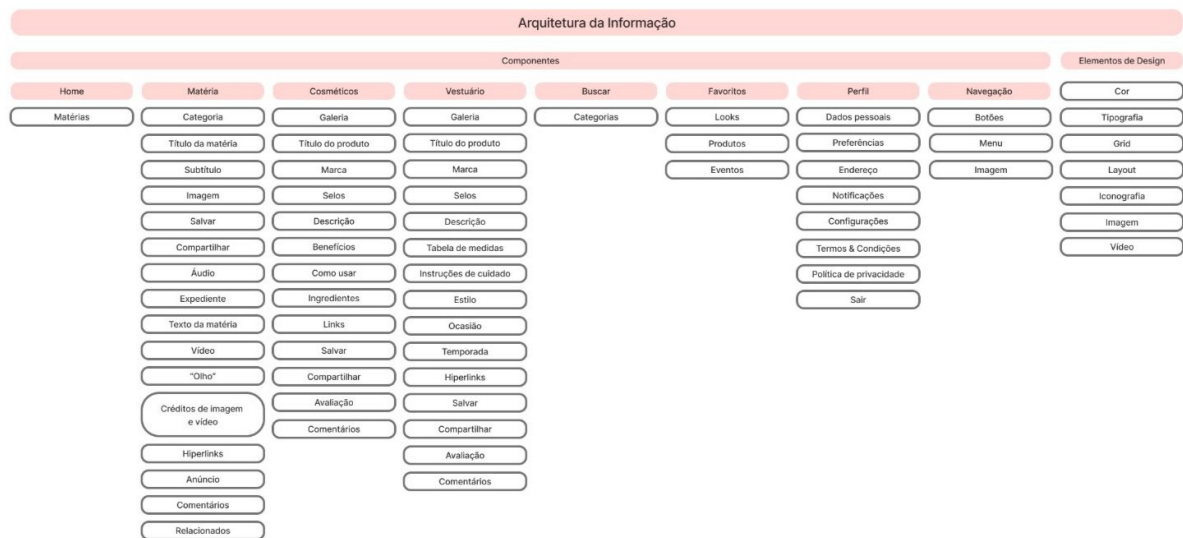 Arquitetura da Informação
Componentes
Elementos de Design
Home
Matérias
Matéria
Categoria
Título da matéria
Subtítulo
Imagem
Salvar
Compartilhar
Áudio
Expediente
Texto da matéria
Vídeo
"Olho"
Créditos de imagem
e vídeo
Hiperlinks
Anúncio
Comentários
Relacionados
Cosméticos
Galeria
Título do produto
Marca
Selos
Descrição
Benefícios
Como usar
Ingredientes
Links
Salvar
Compartilhar
Avaliação
Comentários
Vestuário
Galeria
Título do produto
Marca
Selos
Descrição
Tabela de medidas
Instruções de cuidado
Estilo
Ocasião
Temporada
Hiperlinks
Salvar
Compartilhar
Avaliação
Comentários
Buscar
Categorias
Favoritos
Looks
Produtos
Eventos
Perfil
Dados pessoais
Preferências
Endereço
Notificações
Configurações
Termos & Condições
Política de privacidade
Sair
Navegação
Botões
Menu
Imagem
Cor
Tipografia
Grid
Layout
Iconografia
Imagem
Vídeo